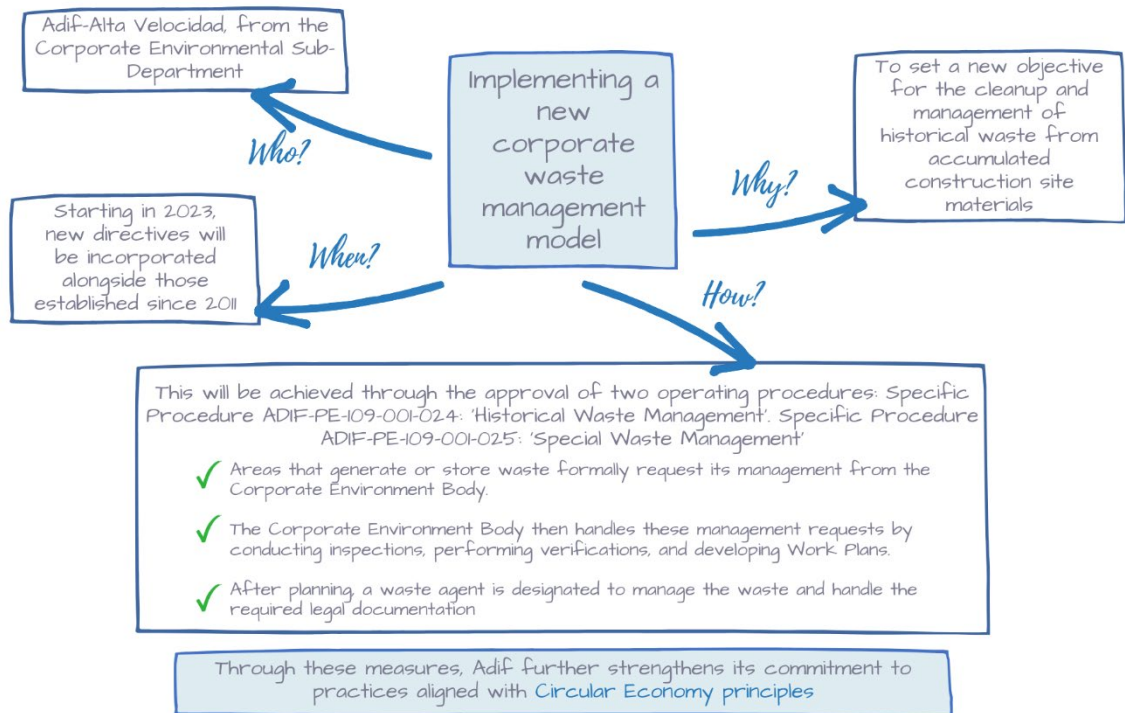 Adif-Alta Velocidad, from the
Corporate Environmental Sub-
Department
Who?
Implementing a
new
corporate
waste
management
model
Why?
To set a new objective
for the cleanup and
management of
historical waste from
accumulated
construction site
materials
Starting in 2023,
new directives will
be incorporated
alongside those
established since 2011
When?
How?
This will be achieved through the approval of two operating procedures: Specific
Procedure ADIF-PE-109-001-024: 'Historical Waste Management'. Specific Procedure
ADIF-PE-109-001-025: 'Special Waste Management'
Areas that generate or store waste formally request its management from the
Corporate Environment Body.
The Corporate Environment Body then handles these management requests by
conducting inspections, performing verifications, and developing Work Plans.
After planning, a waste agent is designated to manage the waste and handle the
required legal documentation
Through these measures, Adif further strengthens its commitment to
practices aligned with Circular Economy principles